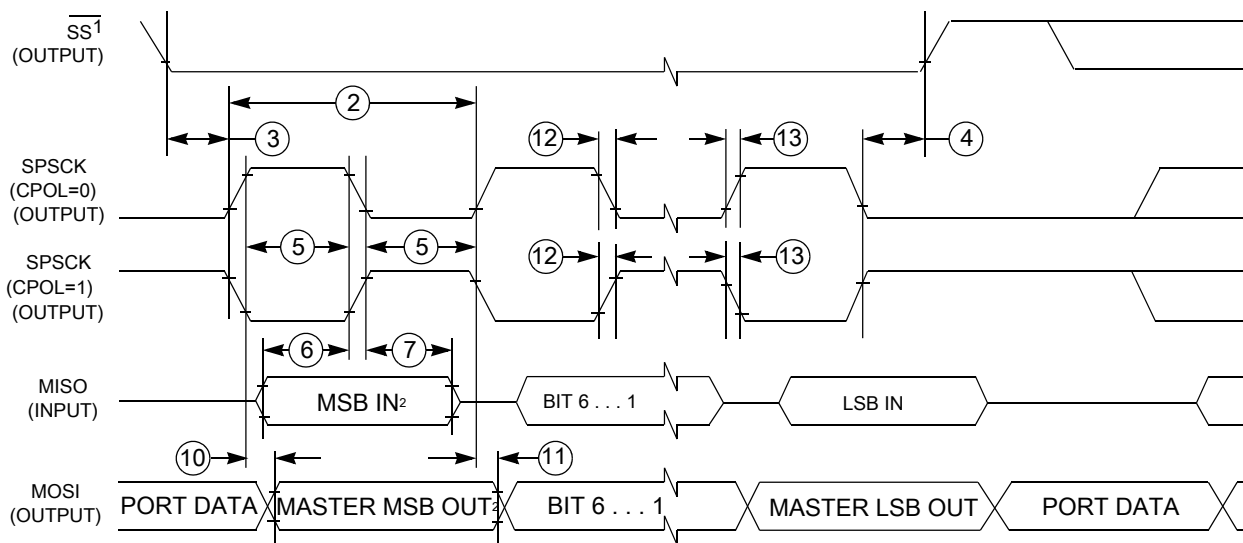 SS1
(OUTPUT)
2
3
12
13
4
SPSCK
(CPOL=0)
(OUTPUT)
5
5
SPSCK
(CPOL=1)
(OUTPUT)
12
13
6
7
MISO
(INPUT)
MSB IN2
BIT 6 . . . 1
LSB IN
10
11
MOSI
(OUTPUT)
PORT DATA
MASTER MSB OUT2
BIT 6 . . . 1
MASTER LSB OUT
PORT DATA